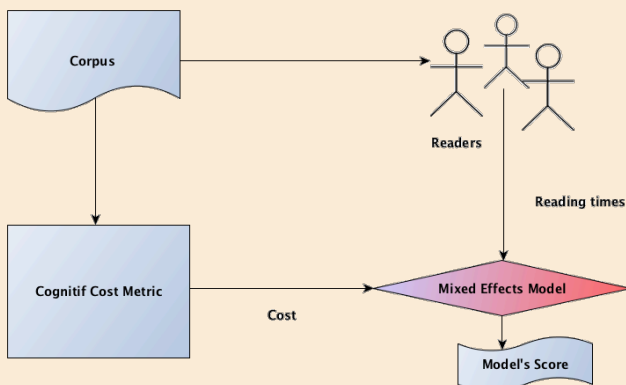 Corpus
Readers
Reading times
Cognitif Cost Metric
Cost
Mixed Effects Model
Model's Score